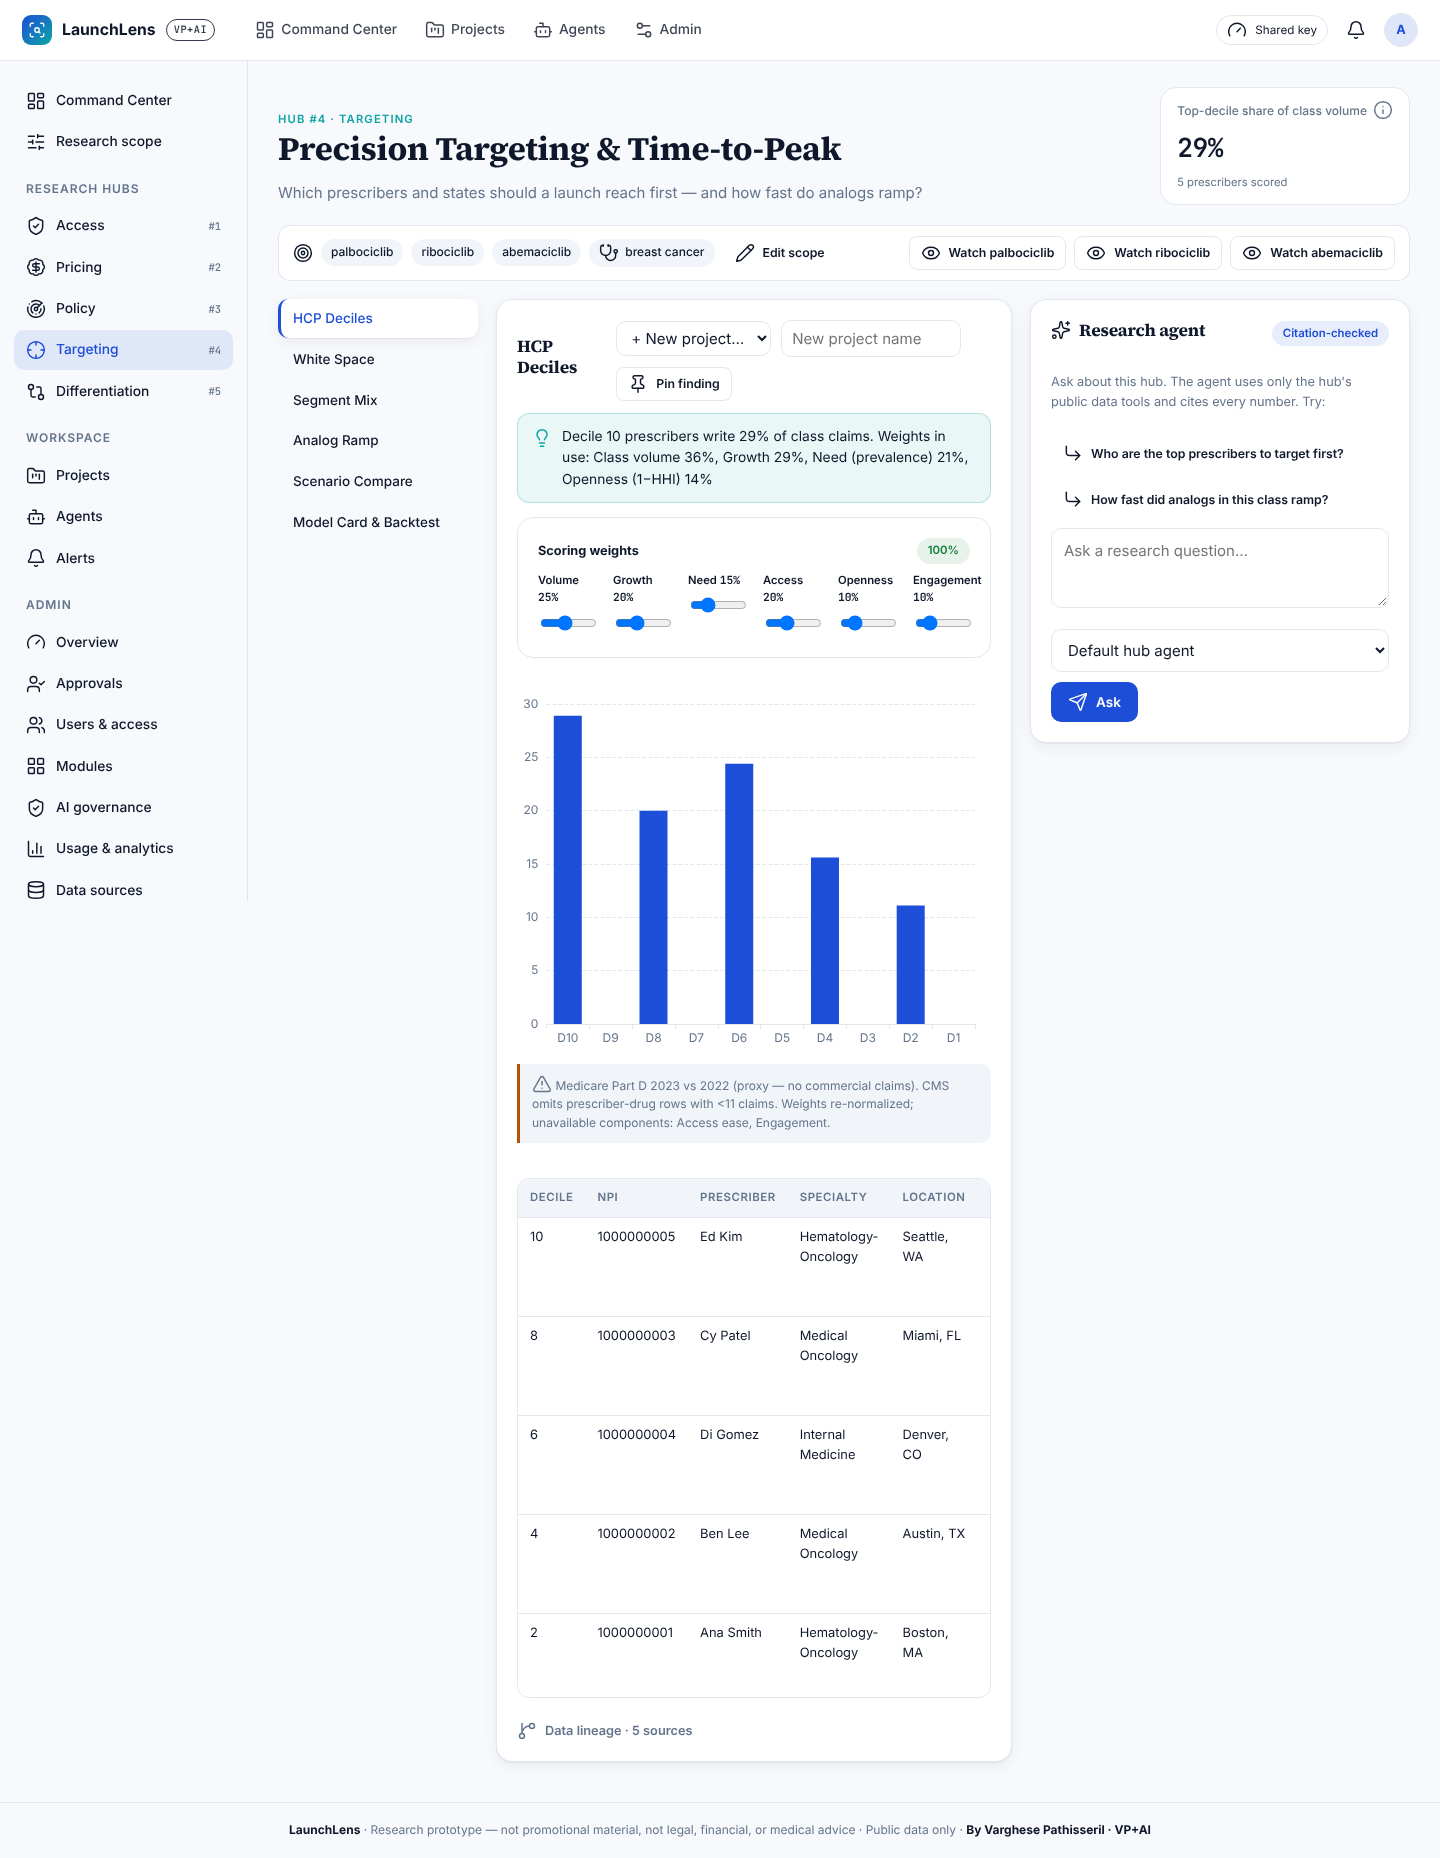 LaunchLens VP+AI Command Center Projects Agents Admin Shared key A
Command Center
Research scope
RESEARCH HUBS
Access #1
Pricing #2
Policy #3
Targeting #4
Differentiation #5
WORKSPACE
Projects
Agents
Alerts
ADMIN
Overview
Approvals
Users & access
Modules
AI governance
Usage & analytics
Data sources
HUB #4 · TARGETING
Precision Targeting & Time-to-Peak
Which prescribers and states should a launch reach first — and how fast do analogs ramp?
Top-decile share of class volume
29%
5 prescribers scored
palbociclib ribociclib abemaciclib breast cancer Edit scope Watch palbociclib Watch ribociclib Watch abemaciclib
HCP Deciles
White Space
Segment Mix
Analog Ramp
Scenario Compare
Model Card & Backtest
HCP
Deciles
+ New project... New project name
Pin finding
Decile 10 prescribers write 29% of class claims. Weights in
use: Class volume 36%, Growth 29%, Need (prevalence) 21%,
Openness (1−HHI) 14%
Scoring weights 100%
Volume
25%
Growth
20%
Need 15%
Access
20%
Openness
10%
Engagement
10%
30
25
20
15
10
5
0
D10 D9 D8 D7 D6 D5 D4 D3 D2 D1
Medicare Part D 2023 vs 2022 (proxy — no commercial claims). CMS
omits prescriber-drug rows with <11 claims. Weights re-normalized;
unavailable components: Access ease, Engagement.
DECILE NPI PRESCRIBER SPECIALTY LOCATION
10 1000000005 Ed Kim Hematology- Seattle,
Oncology WA
8 1000000003 Cy Patel Medical Miami, FL
Oncology
6 1000000004 Di Gomez Internal Denver,
Medicine CO
4 1000000002 Ben Lee Medical Austin, TX
Oncology
2 1000000001 Ana Smith Hematology- Boston,
Oncology MA
Data lineage · 5 sources
Research agent Citation-checked
Ask about this hub. The agent uses only the hub's
public data tools and cites every number. Try:
Who are the top prescribers to target first?
How fast did analogs in this class ramp?
Ask a research question...
Default hub agent
Ask
LaunchLens · Research prototype — not promotional material, not legal, financial, or medical advice · Public data only · By Varghese Pathisseril · VP+AI